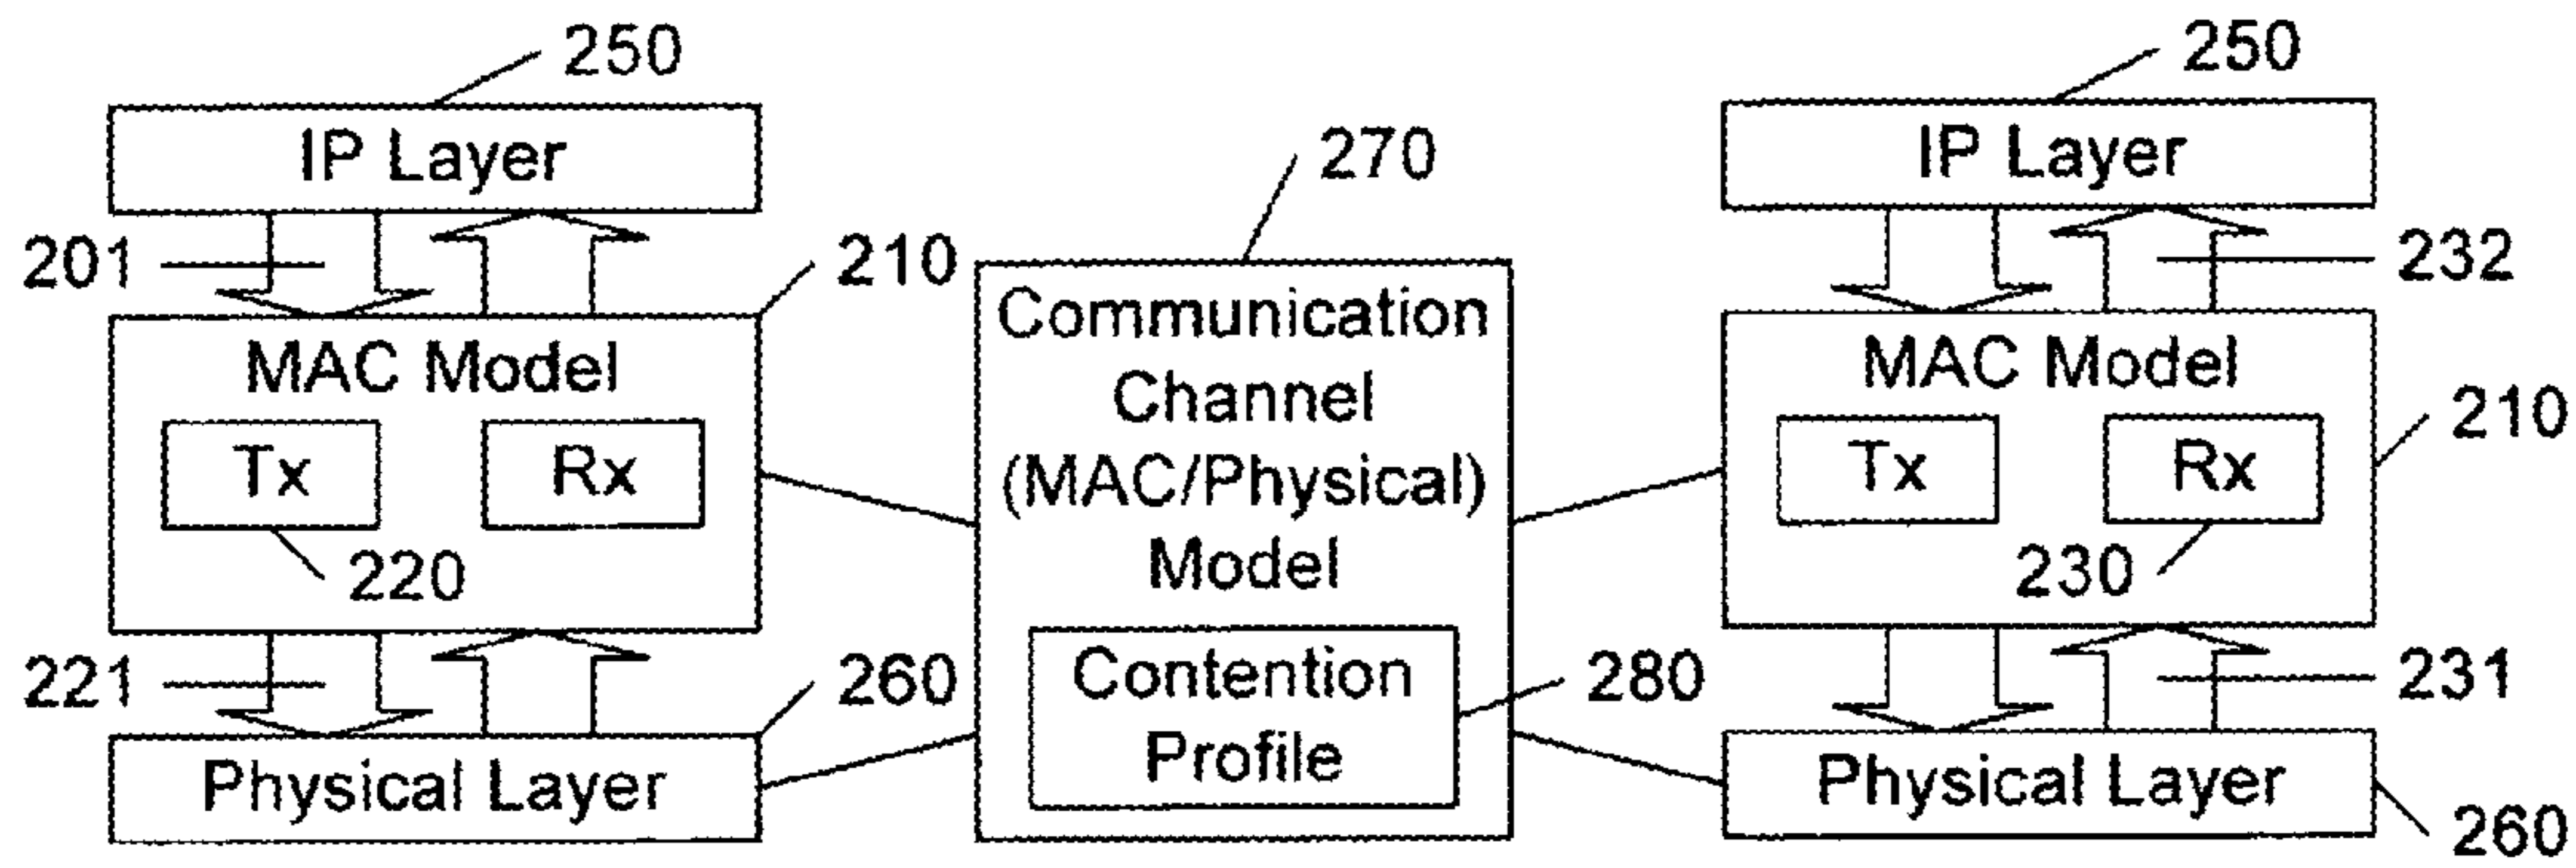 250
IP Layer
201
210
MAC Model
Tx
Rx
220
221
260
Physical Layer
270
Communication
Channel
(MAC/Physical)
Model
Contention
Profile
280
250
IP Layer
232
MAC Model
210
Tx
Rx
230
231
Physical Layer
260